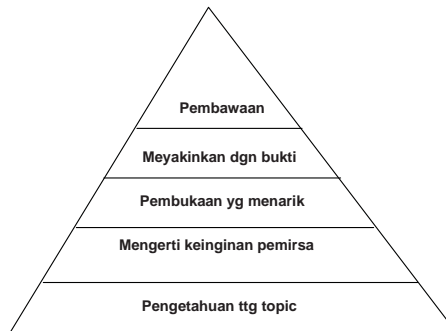 Pembawaan
Meyakinkan dgn bukti
Pembukaan yg menarik
Mengerti keinginan pemirsa
Pengetahuan ttg topic